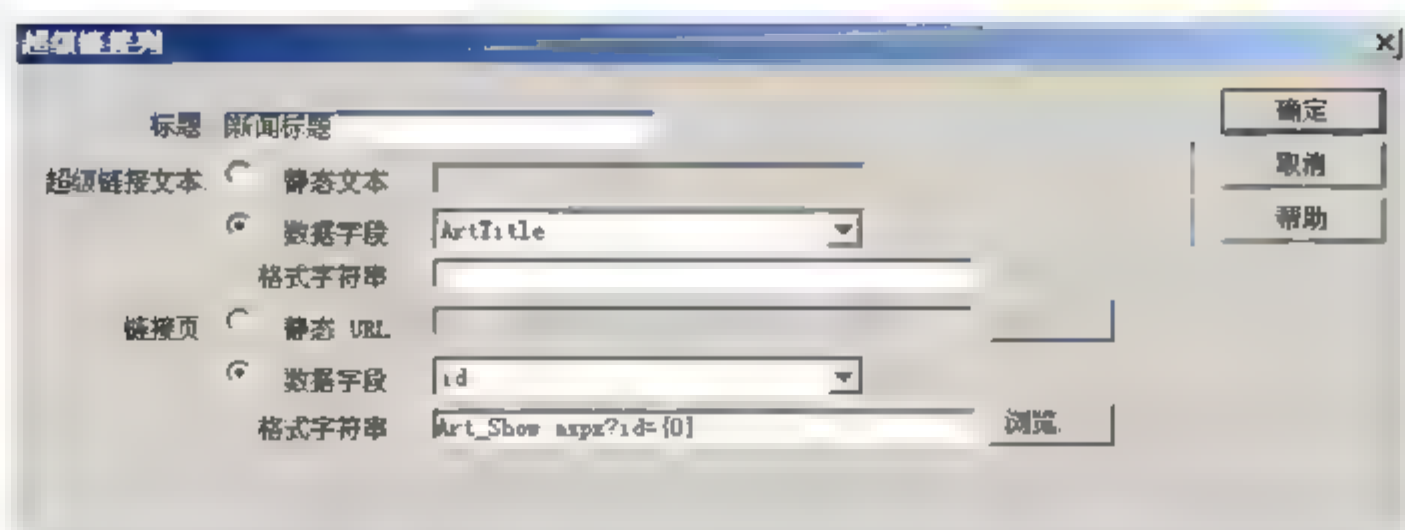 超级链接列
标题 新闻标题 确定
超级链接文本 静态文本 取消
数据字段 ArtTitle 帮助
格式字符串
链接页 静态 URL
数据字段 id
格式字符串 Art_Show aspx?id={0} 浏览